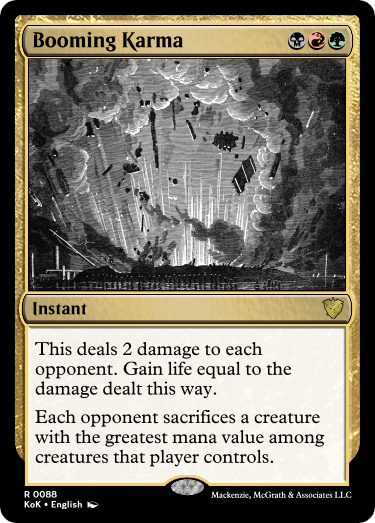 Booming Karma
Instant
This deals 2 damage to each
opponent. Gain life equal to the
damage dealt this way.
Each opponent sacrifices a creature
with the greatest mana value among
creatures that player controls.
R 0088
KoK • English
Mackenzie, McGrath & Associates LLC